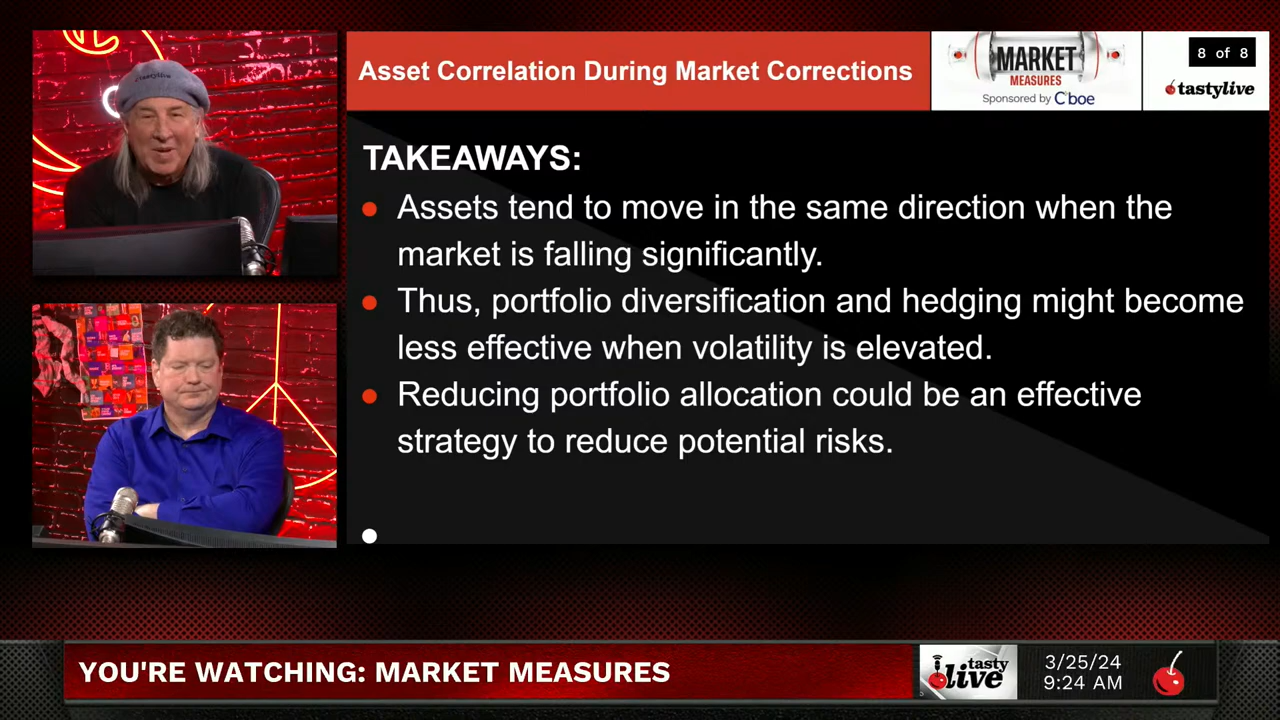 Asset Correlation During Market Corrections
MARKET
MEASURES
Sponsored by Cboe
8 of 8
tastylive
TAKEAWAYS:
Assets tend to move in the same direction when the
market is falling significantly.
Thus, portfolio diversification and hedging might become
less effective when volatility is elevated.
Reducing portfolio allocation could be an effective
strategy to reduce potential risks.
YOU'RE WATCHING: MARKET MEASURES
tasty
live
3/25/24
9:24 AM